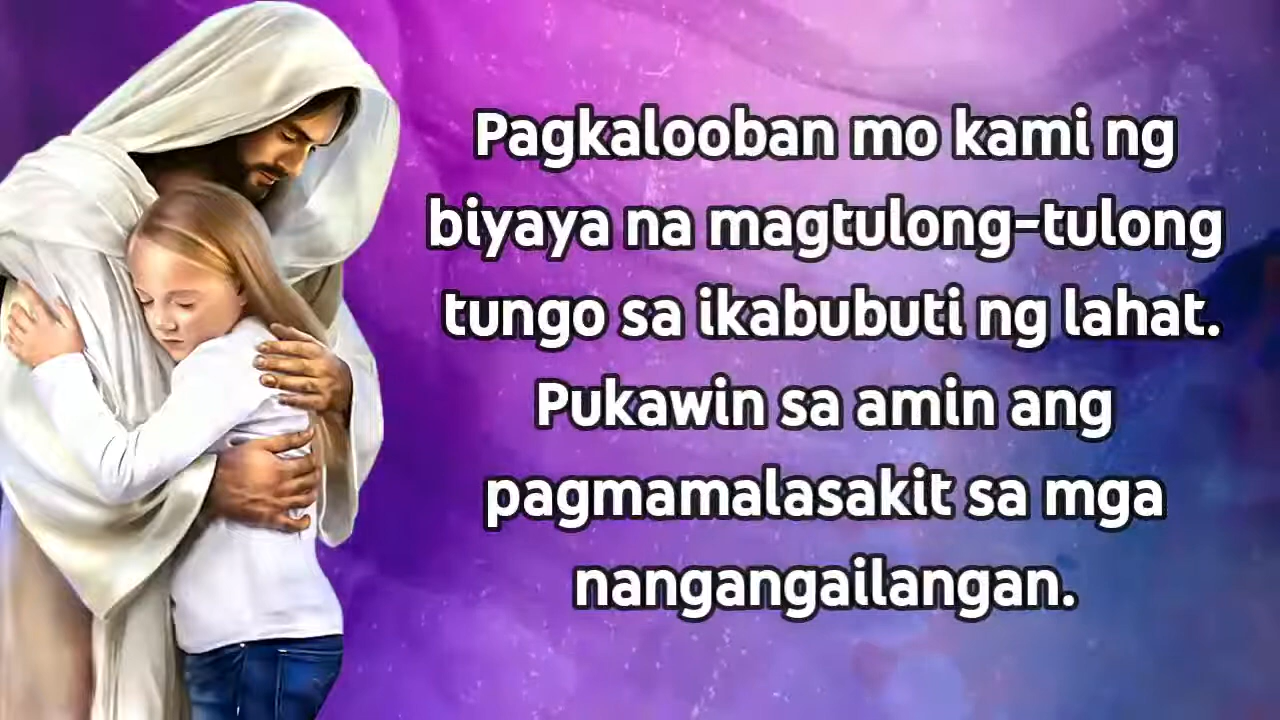 Pagkalooban mo kami ng
biyaya na magtulong-tulong
tungo sa ikabubuti ng lahat.
Pukawin sa amin ang
pagmamalasakit sa mga
nangangailangan.